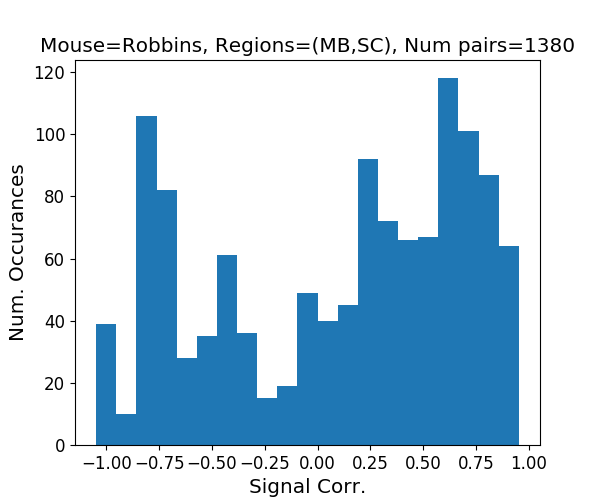 Mouse=Robbins, Regions=(MB,SC), Num pairs=1380
120
100
80
60
40
20
0
Num. Occurances
−1.00 −0.75 −0.50 −0.25 0.00 0.25 0.50 0.75 1.00
Signal Corr.